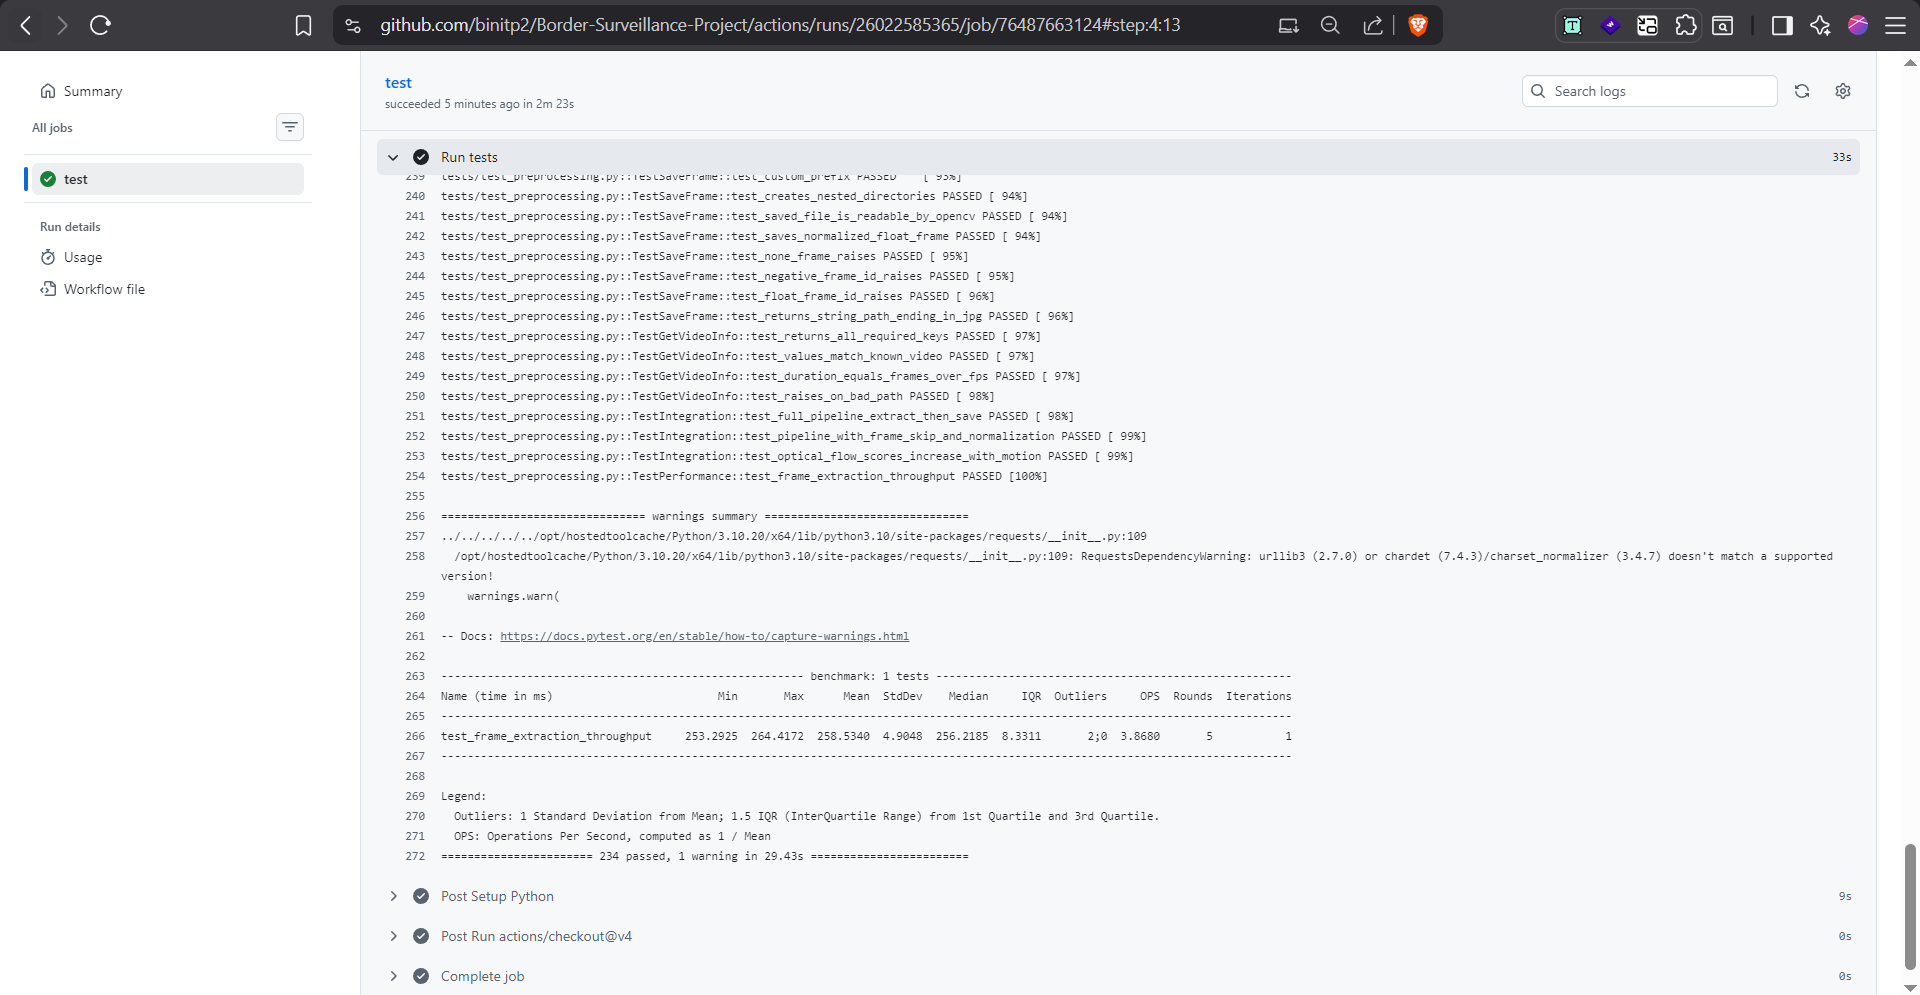 github.com/binitp2/Border-Surveillance-Project/actions/runs/26022585365/job/76487663124#step:4:13
Summary
All jobs
test
Run details
Usage
Workflow file
test
succeeded 5 minutes ago in 2m 23s
Search logs
Run tests 33s
239 tests/test_preprocessing.py::TestSaveFrame::test_custom_prefix PASSED [ 93%]
240 tests/test_preprocessing.py::TestSaveFrame::test_creates_nested_directories PASSED [ 94%]
241 tests/test_preprocessing.py::TestSaveFrame::test_saved_file_is_readable_by_opencv PASSED [ 94%]
242 tests/test_preprocessing.py::TestSaveFrame::test_saves_normalized_float_frame PASSED [ 94%]
243 tests/test_preprocessing.py::TestSaveFrame::test_none_frame_raises PASSED [ 95%]
244 tests/test_preprocessing.py::TestSaveFrame::test_negative_frame_id_raises PASSED [ 95%]
245 tests/test_preprocessing.py::TestSaveFrame::test_float_frame_id_raises PASSED [ 96%]
246 tests/test_preprocessing.py::TestSaveFrame::test_returns_string_path_ending_in_jpg PASSED [ 96%]
247 tests/test_preprocessing.py::TestGetVideoInfo::test_returns_all_required_keys PASSED [ 97%]
248 tests/test_preprocessing.py::TestGetVideoInfo::test_values_match_known_video PASSED [ 97%]
249 tests/test_preprocessing.py::TestGetVideoInfo::test_duration_equals_frames_over_fps PASSED [ 97%]
250 tests/test_preprocessing.py::TestGetVideoInfo::test_raises_on_bad_path PASSED [ 98%]
251 tests/test_preprocessing.py::TestIntegration::test_full_pipeline_extract_then_save PASSED [ 98%]
252 tests/test_preprocessing.py::TestIntegration::test_pipeline_with_frame_skip_and_normalization PASSED [ 99%]
253 tests/test_preprocessing.py::TestIntegration::test_optical_flow_scores_increase_with_motion PASSED [ 99%]
254 tests/test_preprocessing.py::TestPerformance::test_frame_extraction_throughput PASSED [100%]
255
256 =============================== warnings summary ===============================
257 ../../../../../opt/hostedtoolcache/Python/3.10.20/x64/lib/python3.10/site-packages/requests/__init__.py:109
258 /opt/hostedtoolcache/Python/3.10.20/x64/lib/python3.10/site-packages/requests/__init__.py:109: RequestsDependencyWarning: urllib3 (2.7.0) or chardet (7.4.3)/charset_normalizer (3.4.7) doesn't match a supported
version!
259 warnings.warn(
260
261 -- Docs: https://docs.pytest.org/en/stable/how-to/capture-warnings.html
262
263 ------------------------------------------------------- benchmark: 1 tests ------------------------------------------------------
264 Name (time in ms) Min Max Mean StdDev Median IQR Outliers OPS Rounds Iterations
265 ---------------------------------------------------------------------------------------------------------------------------------
266 test_frame_extraction_throughput 253.2925 264.4172 258.5340 4.9048 256.2185 8.3311 2;0 3.8680 5 1
267 ---------------------------------------------------------------------------------------------------------------------------------
268
269 Legend:
270 Outliers: 1 Standard Deviation from Mean; 1.5 IQR (InterQuartile Range) from 1st Quartile and 3rd Quartile.
271 OPS: Operations Per Second, computed as 1 / Mean
272 ======================= 234 passed, 1 warning in 29.43s ========================
Post Setup Python 9s
Post Run actions/checkout@v4 0s
Complete job 0s